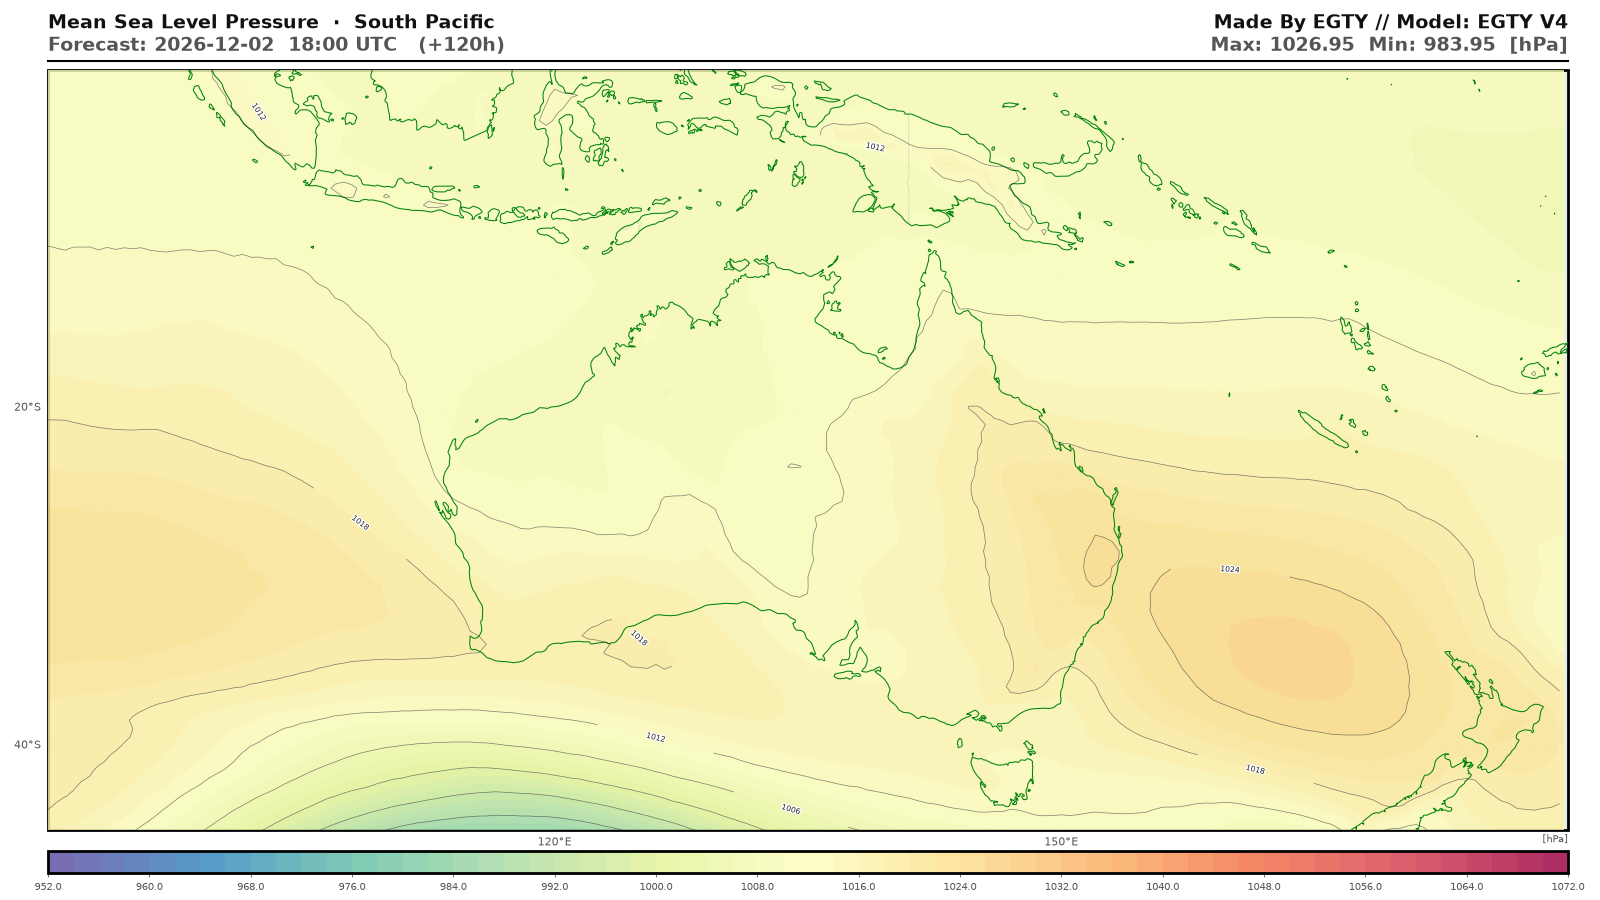 Mean Sea Level Pressure · South Pacific
Made By EGTY // Model: EGTY V4
Forecast: 2026-12-02 18:00 UTC (+120h)
Max: 1026.95 Min: 983.95 [hPa]
1012
1012
20°S
1018
1024
1018
1012
40°S
1018
1006
120°E
150°E
[hPa]
952.0 960.0 968.0 976.0 984.0 992.0 1000.0 1008.0 1016.0 1024.0 1032.0 1040.0 1048.0 1056.0 1064.0 1072.0